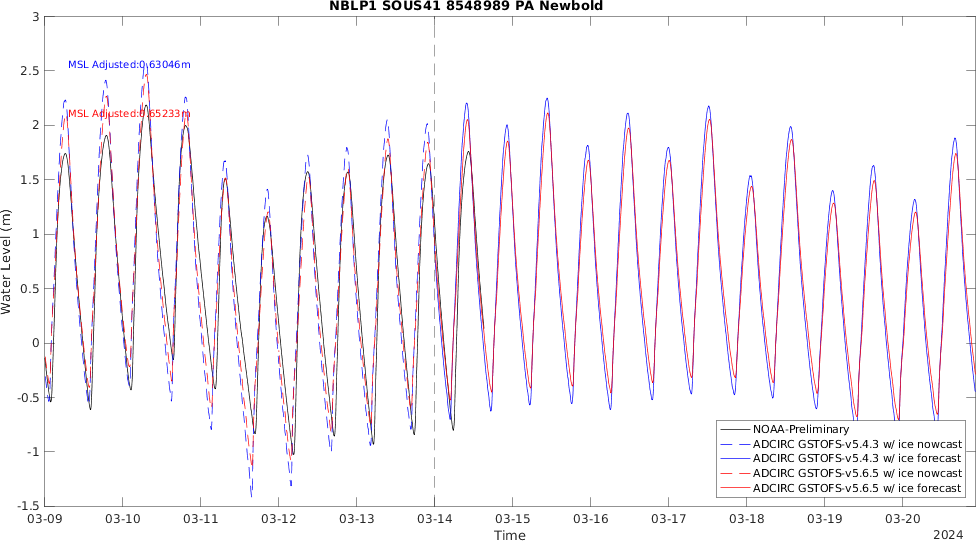 NBLP1 SOUS41 8548989 PA Newbold
3
2.5
2
1.5
1
0.5
0
-0.5
-1
-1.5
Water Level (m)
MSL Adjusted:0.63046m
MSL Adjusted:0.65233m
NOAA-Preliminary
ADCIRC GSTOFS-v5.4.3 w/ ice nowcast
ADCIRC GSTOFS-v5.4.3 w/ ice forecast
ADCIRC GSTOFS-v5.6.5 w/ ice nowcast
ADCIRC GSTOFS-v5.6.5 w/ ice forecast
03-09 03-10 03-11 03-12 03-13 03-14 03-15 03-16 03-17 03-18 03-19 03-20
Time
2024